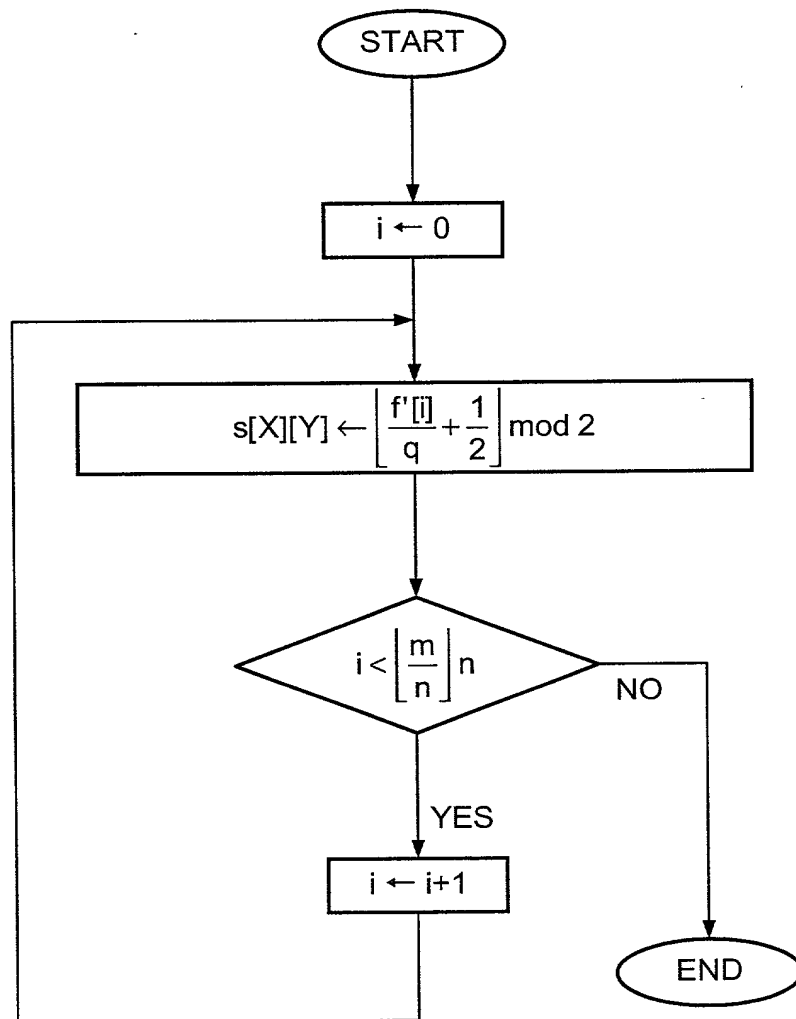 START
i ← 0
s[X][Y] ← ⌊f'[i]/q + 1/2⌋ mod 2
i < ⌊m/n⌋ n
NO
YES
i ← i+1
END